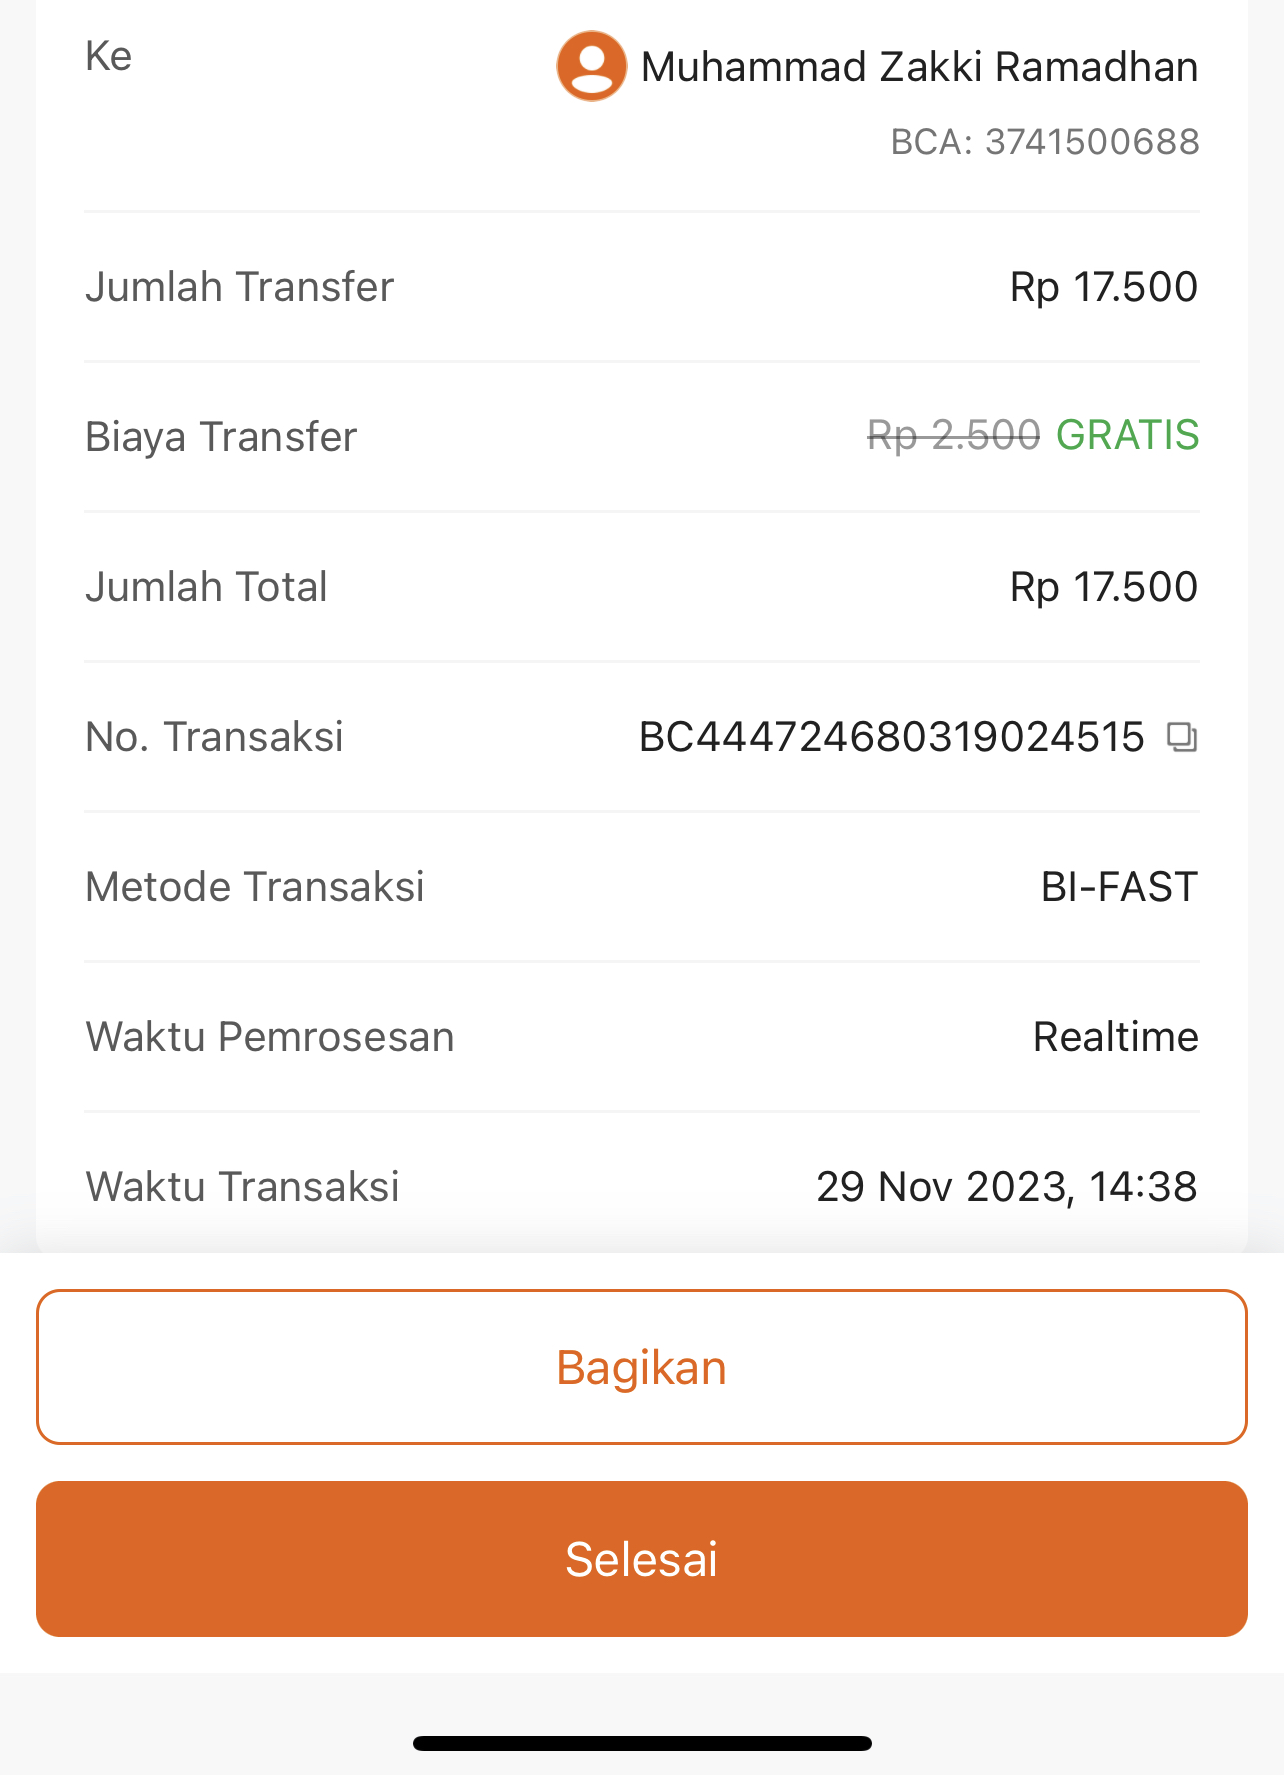 Ke
Muhammad Zakki Ramadhan
BCA: 3741500688
Jumlah Transfer
Rp 17.500
Biaya Transfer
Rp 2.500 GRATIS
Jumlah Total
Rp 17.500
No. Transaksi
BC444724680319024515
Metode Transaksi
BI-FAST
Waktu Pemrosesan
Realtime
Waktu Transaksi
29 Nov 2023, 14:38
Bagikan
Selesai